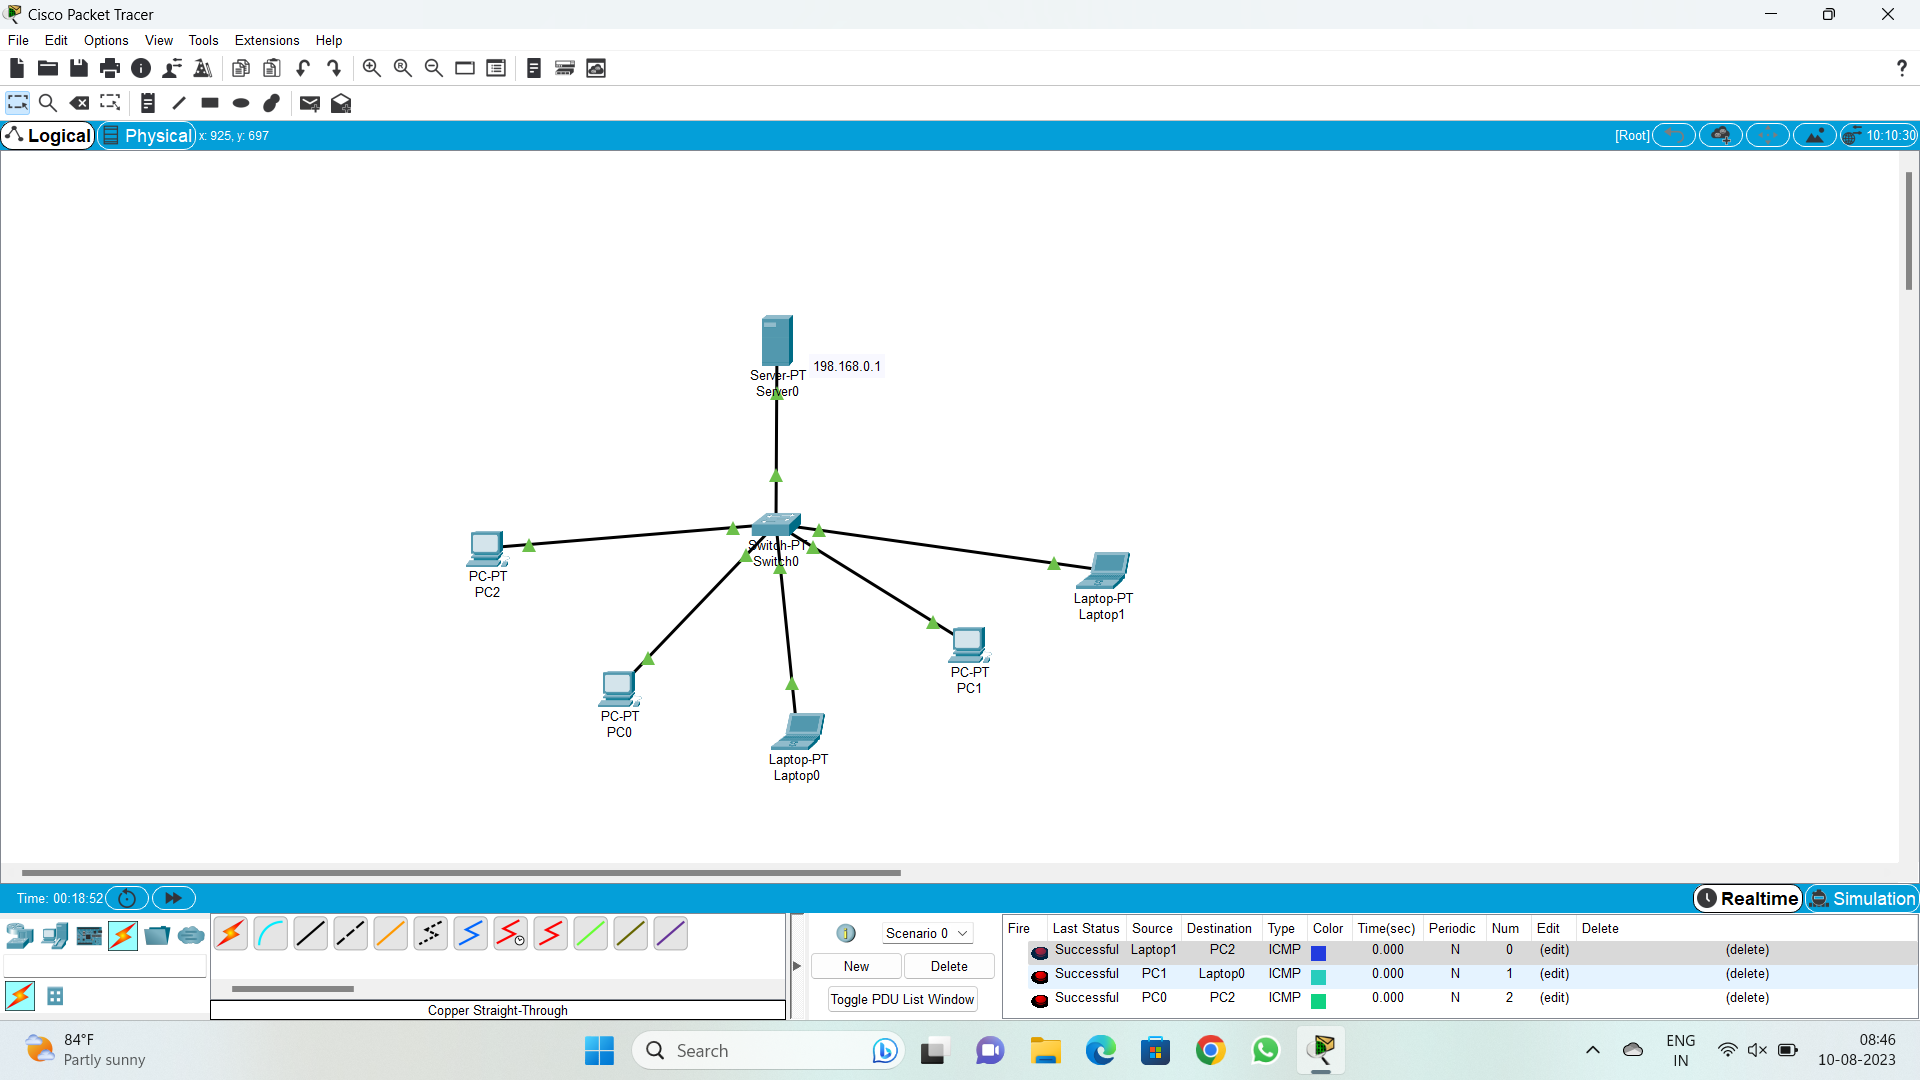 Cisco Packet Tracer
File Edit Options View Tools Extensions Help
?
Logical Physical x: 925, y: 697 [Root] 10:10:30
198.168.0.1
Server-PT
Server0
Switch-PT
Switch0
PC-PT
PC2
Laptop-PT
Laptop1
PC-PT
PC1
PC-PT
PC0
Laptop-PT
Laptop0
Time: 00:18:52 Realtime Simulation
Scenario 0
New Delete
Toggle PDU List Window
Copper Straight-Through
Fire Last Status Source Destination Type Color Time(sec) Periodic Num Edit Delete
Successful Laptop1 PC2 ICMP 0.000 N 0 (edit) (delete)
Successful PC1 Laptop0 ICMP 0.000 N 1 (edit) (delete)
Successful PC0 PC2 ICMP 0.000 N 2 (edit) (delete)
84°F
Partly sunny
Search
ENG
IN
08:46
10-08-2023